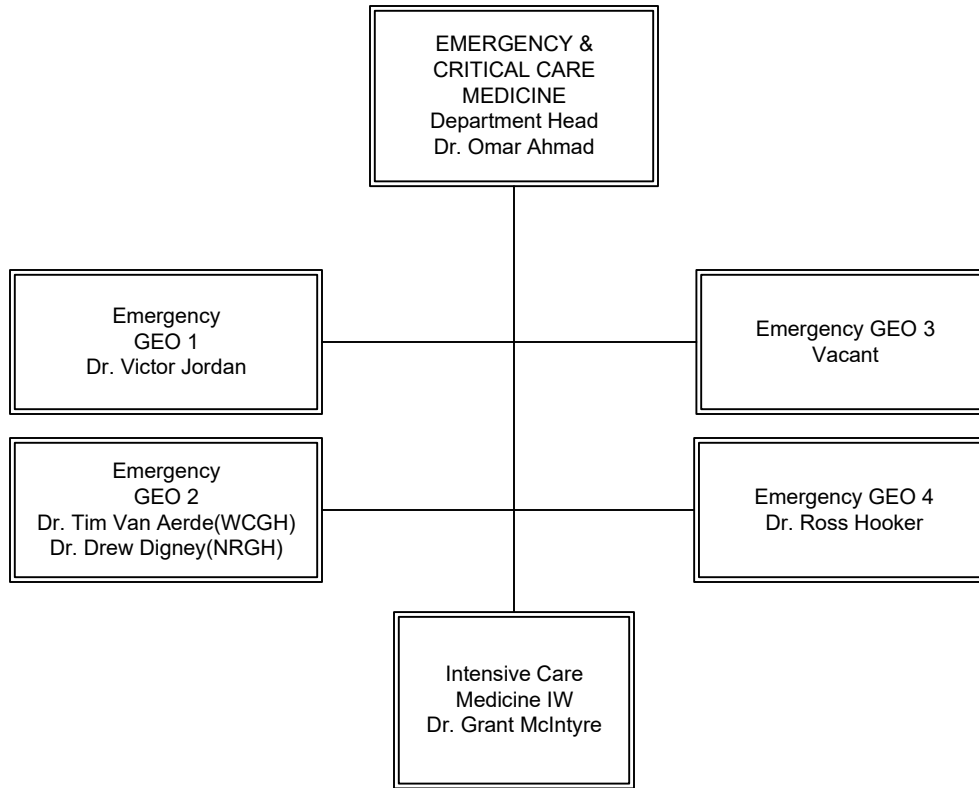 EMERGENCY &
CRITICAL CARE
MEDICINE
Department Head
Dr. Omar Ahmad
Emergency
GEO 1
Dr. Victor Jordan
Emergency GEO 3
Vacant
Emergency
GEO 2
Dr. Tim Van Aerde(WCGH)
Dr. Drew Digney(NRGH)
Emergency GEO 4
Dr. Ross Hooker
Intensive Care
Medicine IW
Dr. Grant McIntyre